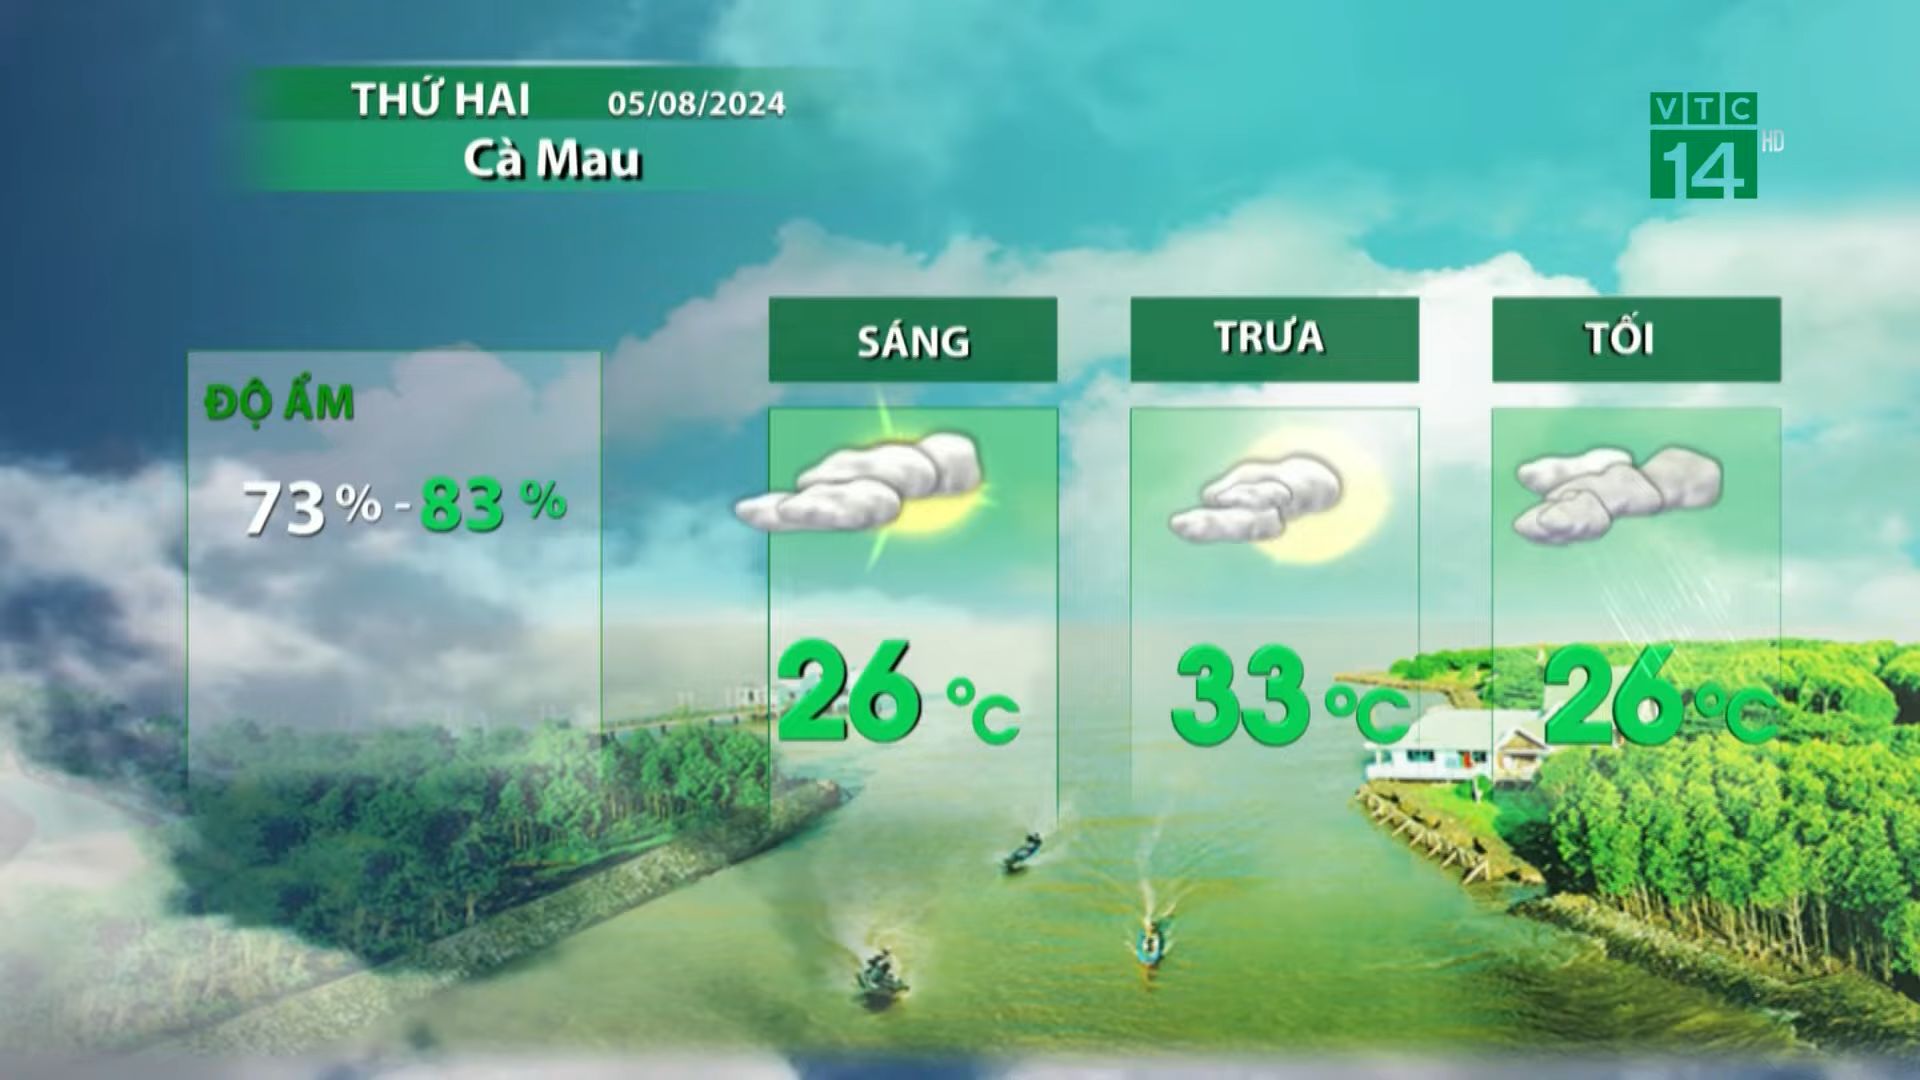 THỨ HAI 05/08/2024
Cà Mau
VTC
14 HD
SÁNG TRƯA TỐI
ĐỘ ẨM
73% - 83%
26 °C 33 °C 26 °C